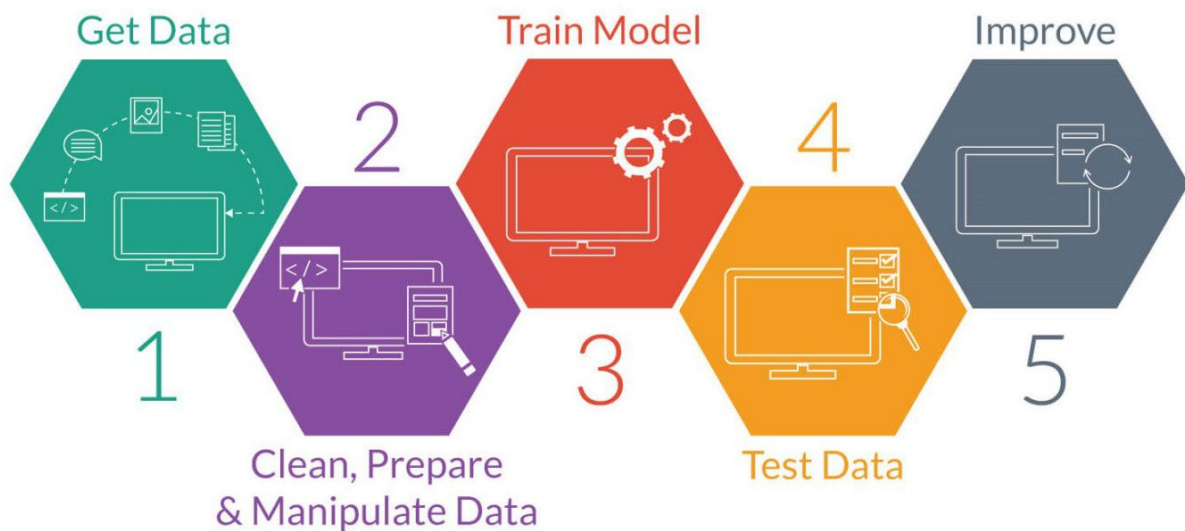 Get Data
1
2
Clean, Prepare
& Manipulate Data
Train Model
3
4
Test Data
Improve
5
</>
</>